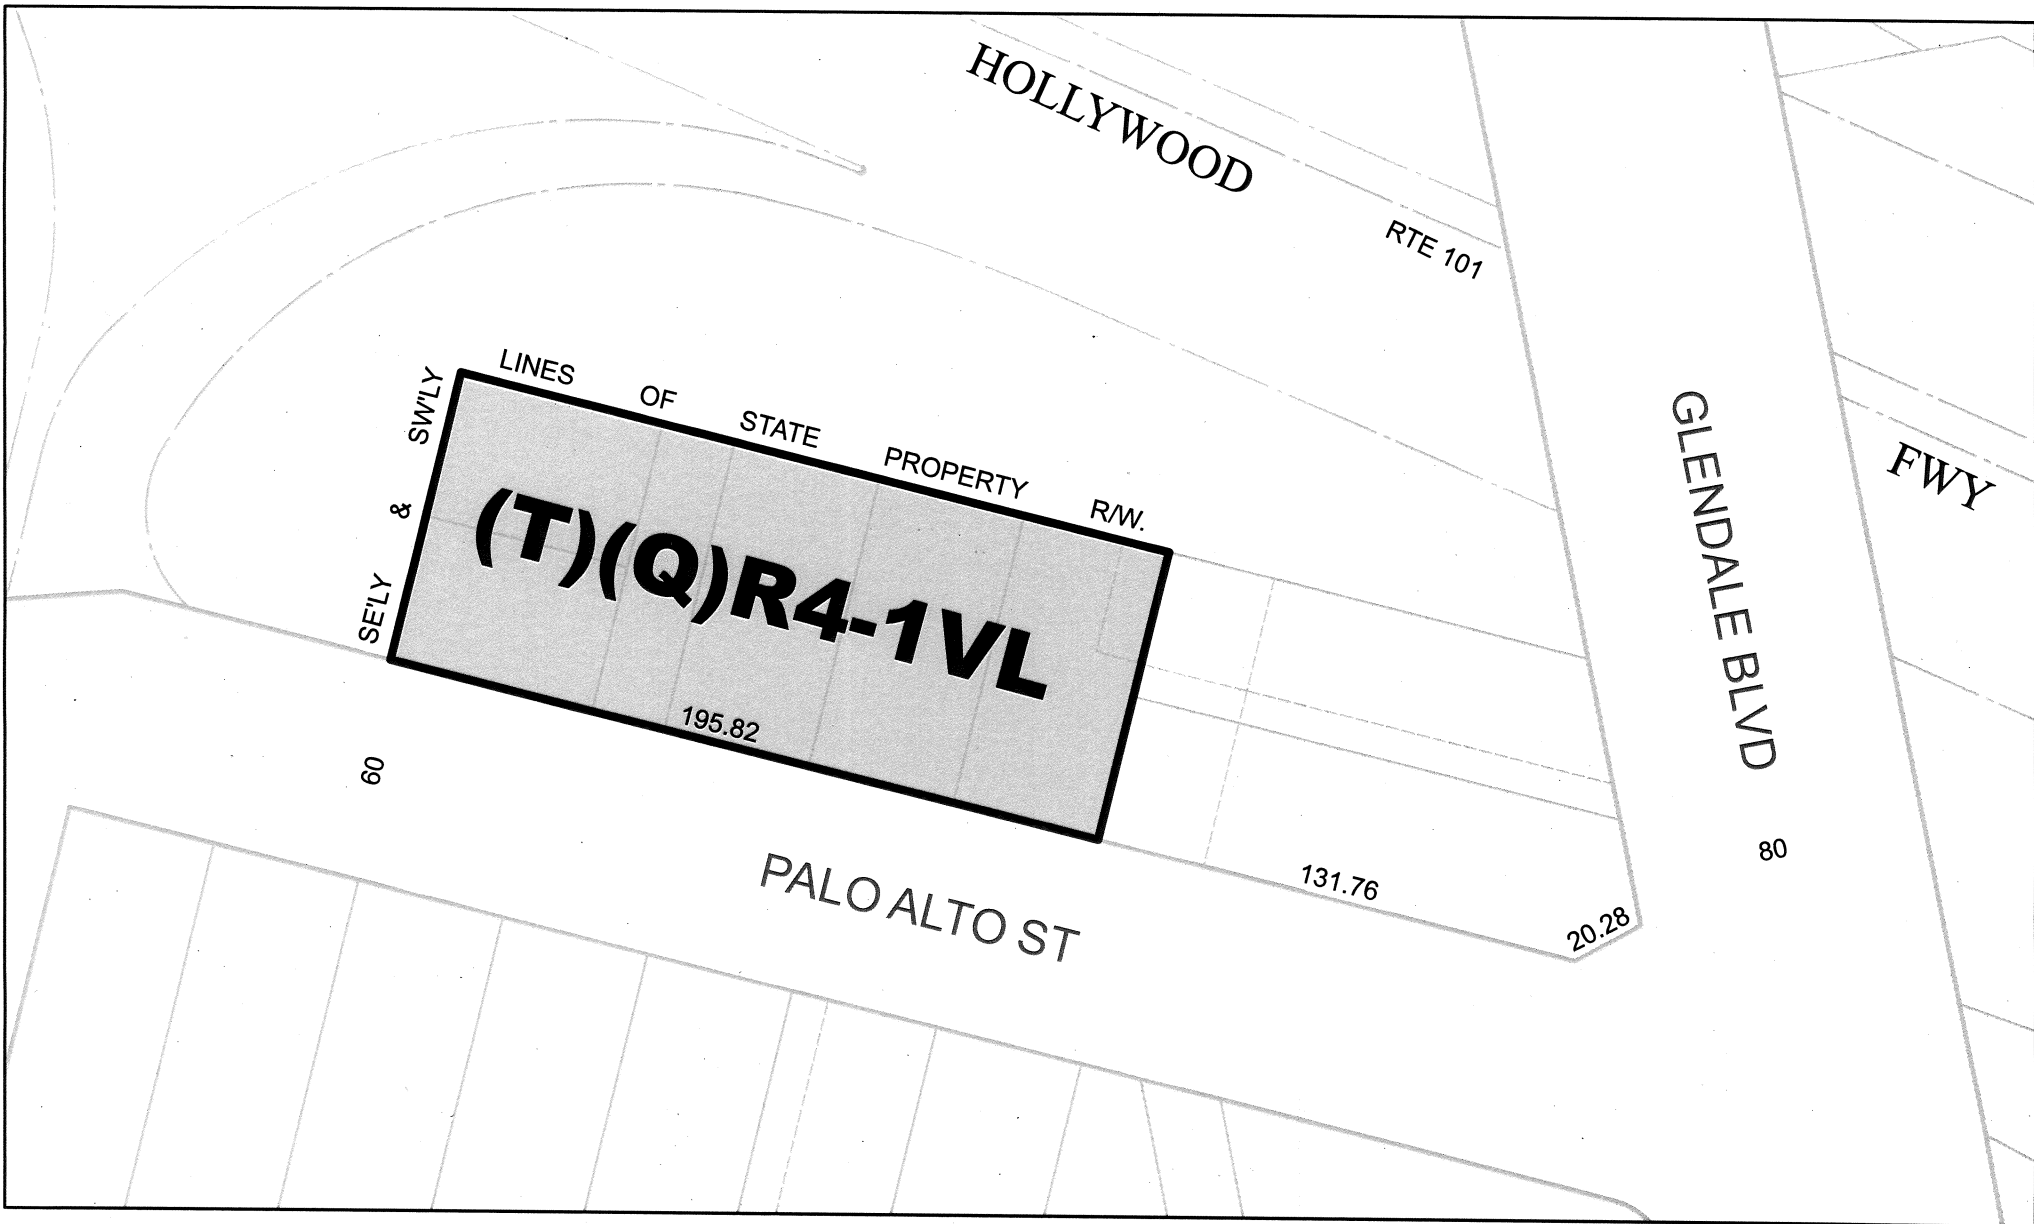 HOLLYWOOD
RTE 101
FWY
GLENDALE BLVD
80
LINES OF STATE PROPERTY R/W.
SE'LY & SW'LY
(T)(Q)R4-1VL
195.82
60
PALO ALTO ST
131.76
20.28